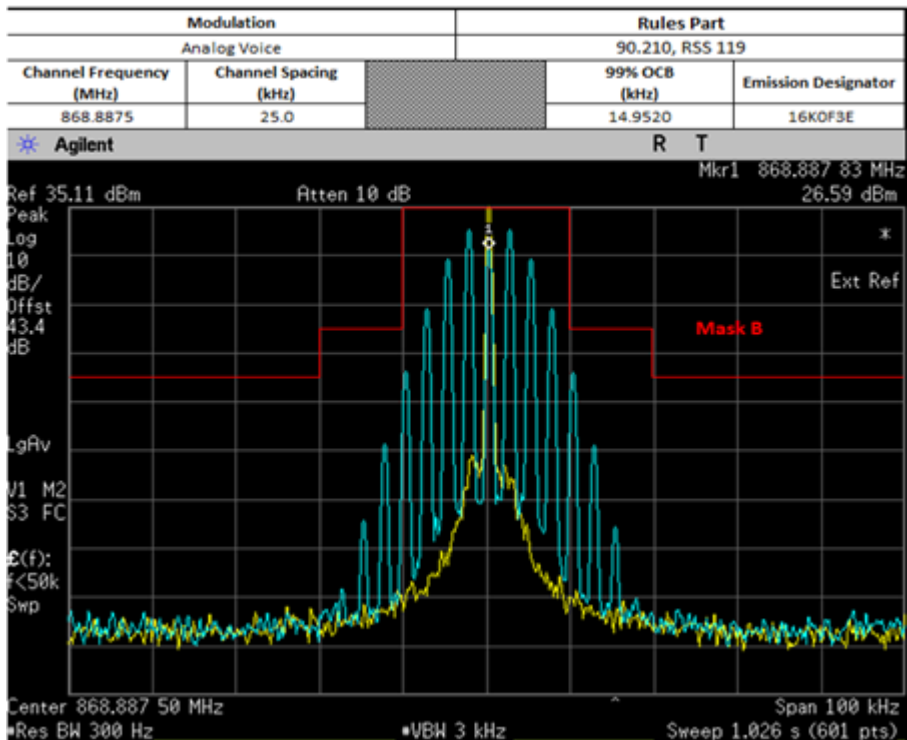 Modulation Rules Part
Analog Voice 90.210, RSS 119
Channel Frequency (MHz) Channel Spacing (kHz) 99% OCB (kHz) Emission Designator
868.8875 25.0 14.9520 16K0F3E
Agilent R T
Mkr1 868.887 83 MHz
Ref 35.11 dBm Atten 10 dB 26.59 dBm
Peak
Log
10
dB/
Offst
43.4
dB
*
Ext Ref
Mask B
LgAv
V1 M2
S3 FC
£(f):
f<50k
Swp
Center 868.887 50 MHz Span 100 kHz
*Res BW 300 Hz *VBW 3 kHz Sweep 1.026 s (601 pts)